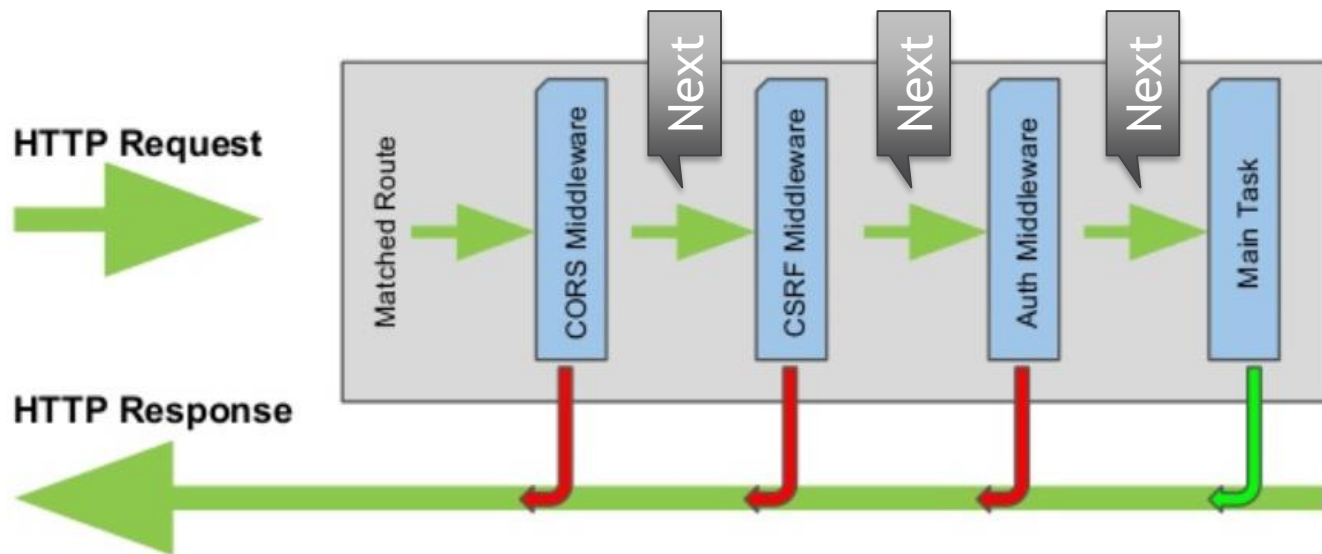 HTTP Request
Matched Route
CORS Middleware
Next
CSRF Middleware
Next
Auth Middleware
Next
Main Task
HTTP Response